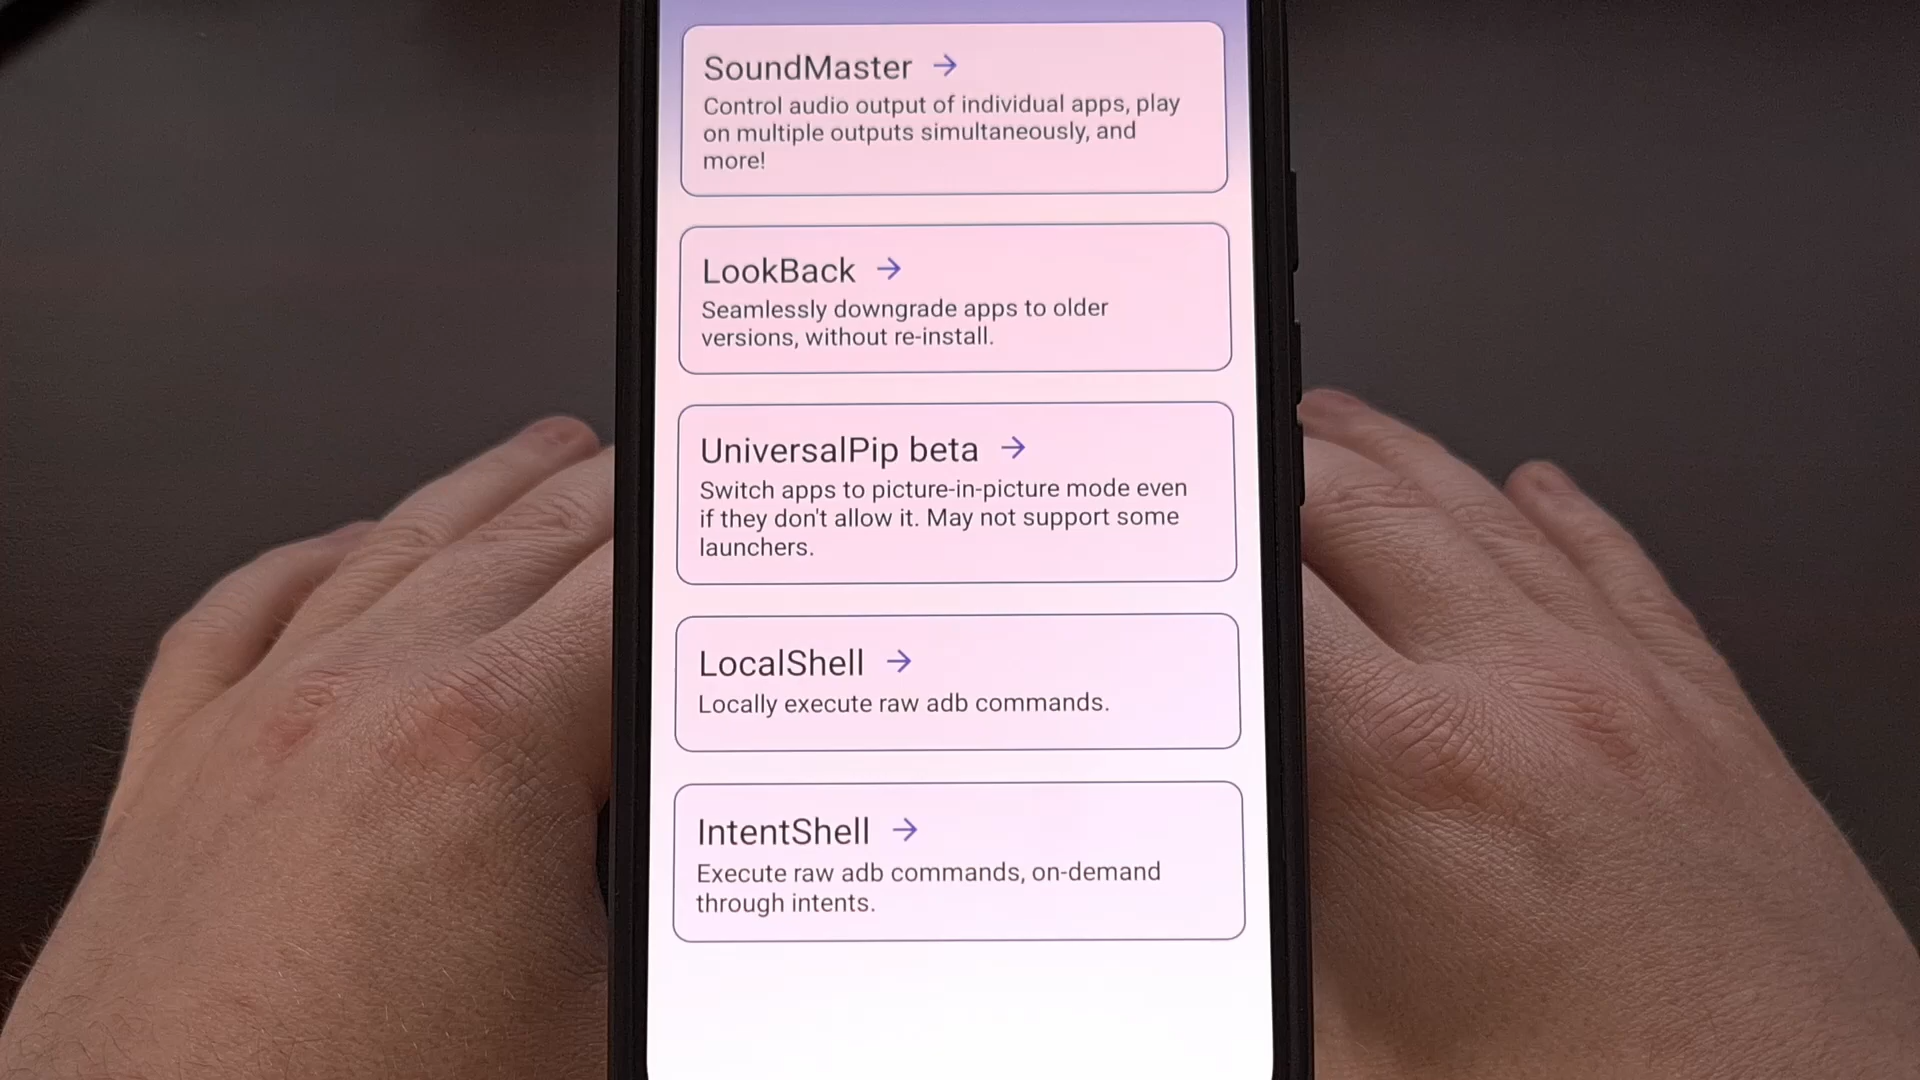 SoundMaster →
Control audio output of individual apps, play
on multiple outputs simultaneously, and
more!
LookBack →
Seamlessly downgrade apps to older
versions, without re-install.
UniversalPip beta →
Switch apps to picture-in-picture mode even
if they don't allow it. May not support some
launchers.
LocalShell →
Locally execute raw adb commands.
IntentShell →
Execute raw adb commands, on-demand
through intents.